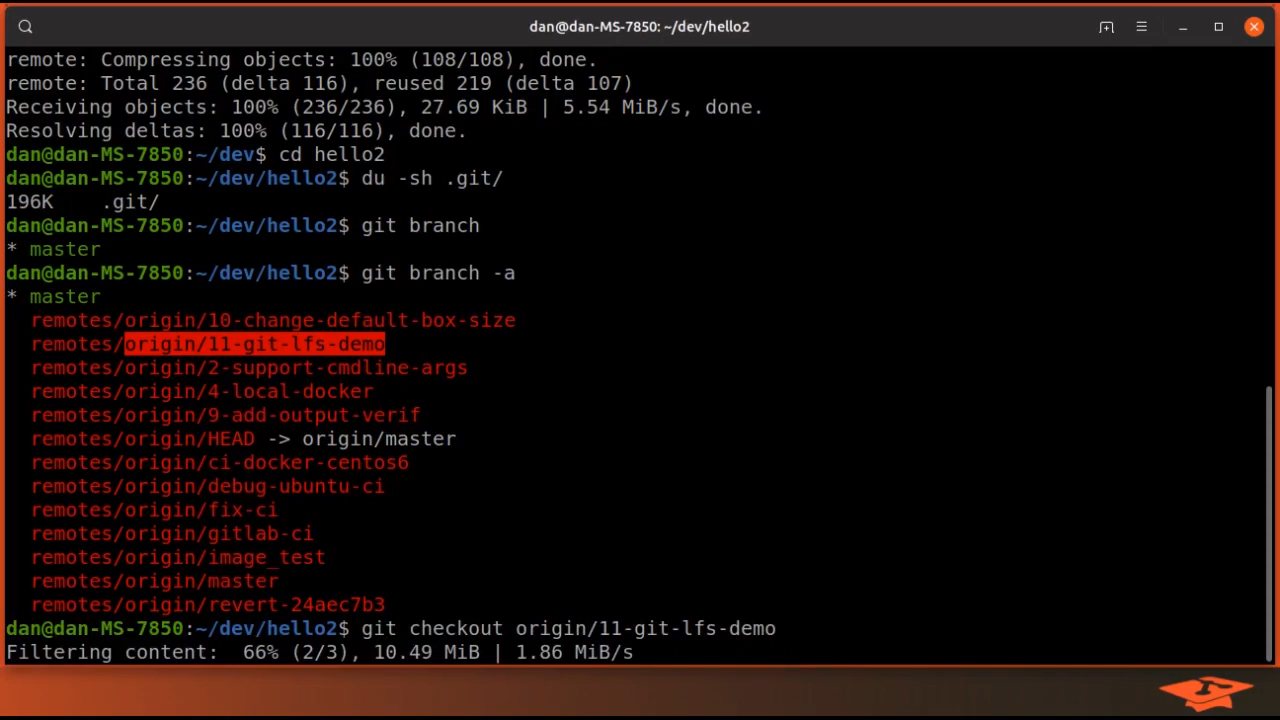 dan@dan-MS-7850: ~/dev/hello2
remote: Compressing objects: 100% (108/108), done.
remote: Total 236 (delta 116), reused 219 (delta 107)
Receiving objects: 100% (236/236), 27.69 KiB | 5.54 MiB/s, done.
Resolving deltas: 100% (116/116), done.
dan@dan-MS-7850:~/dev$ cd hello2
dan@dan-MS-7850:~/dev/hello2$ du -sh .git/
196K    .git/
dan@dan-MS-7850:~/dev/hello2$ git branch
* master
dan@dan-MS-7850:~/dev/hello2$ git branch -a
* master
  remotes/origin/10-change-default-box-size
  remotes/origin/11-git-lfs-demo
  remotes/origin/2-support-cmdline-args
  remotes/origin/4-local-docker
  remotes/origin/9-add-output-verif
  remotes/origin/HEAD -> origin/master
  remotes/origin/ci-docker-centos6
  remotes/origin/debug-ubuntu-ci
  remotes/origin/fix-ci
  remotes/origin/gitlab-ci
  remotes/origin/image_test
  remotes/origin/master
  remotes/origin/revert-24aec7b3
dan@dan-MS-7850:~/dev/hello2$ git checkout origin/11-git-lfs-demo
Filtering content:  66% (2/3), 10.49 MiB | 1.86 MiB/s